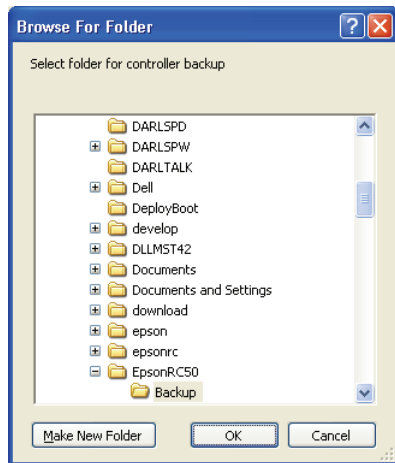 Browse For Folder
Select folder for controller backup
DARLSPD
DARLSPW
DARLTALK
Dell
DeployBoot
develop
DLLMST42
Documents
Documents and Settings
download
epson
epsonrc
EpsonRC50
Backup
Make New Folder OK Cancel